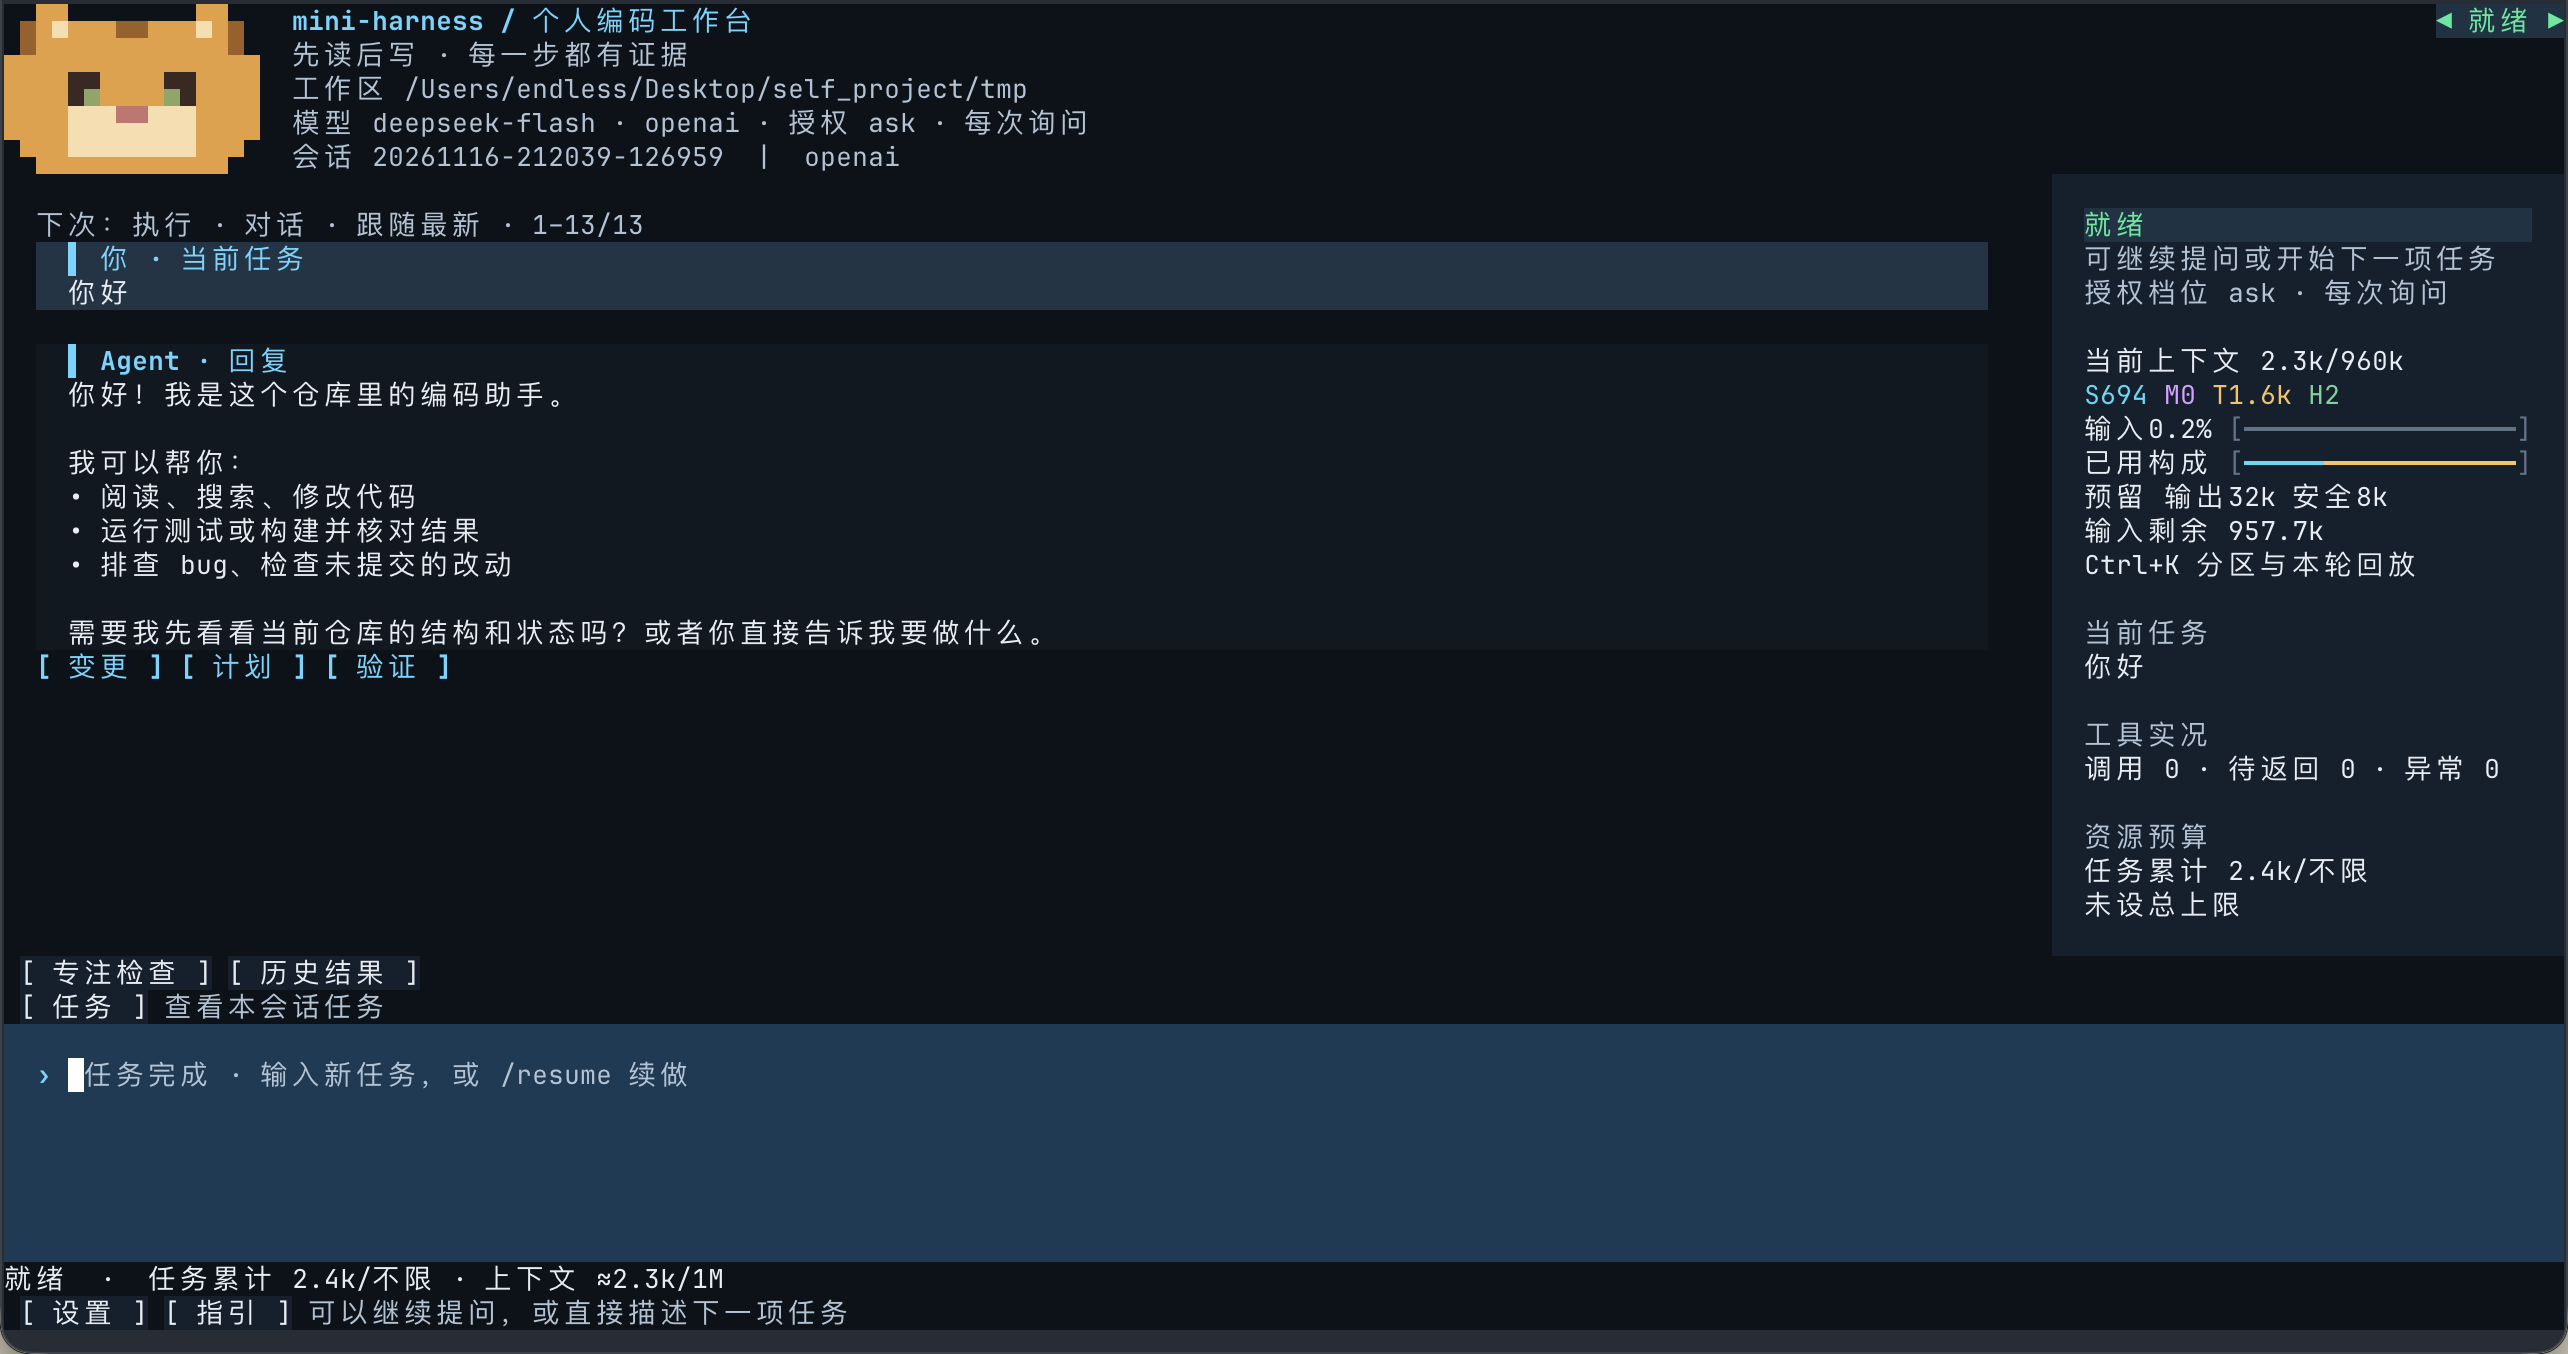 mini-harness / 个人编码工作台
◀ 就绪 ▶
先读后写 · 每一步都有证据
工作区 /Users/endless/Desktop/self_project/tmp
模型 deepseek-flash · openai · 授权 ask · 每次询问
会话 20261116-212039-126959 | openai
下次: 执行 · 对话 · 跟随最新 · 1-13/13
你 · 当前任务
你好
Agent · 回复
你好! 我是这个仓库里的编码助手。
我可以帮你:
• 阅读、搜索、修改代码
• 运行测试或构建并核对结果
• 排查 bug、检查未提交的改动
需要我先看看当前仓库的结构和状态吗? 或者你直接告诉我要做什么。
[ 变更 ] [ 计划 ] [ 验证 ]
就绪
可继续提问或开始下一项任务
授权档位 ask · 每次询问
当前上下文 2.3k/960k
S694 M0 T1.6k H2
输入0.2% [ ]
已用构成 [ ]
预留 输出32k 安全8k
输入剩余 957.7k
Ctrl+K 分区与本轮回放
当前任务
你好
工具实况
调用 0 · 待返回 0 · 异常 0
资源预算
任务累计 2.4k/不限
未设总上限
[ 专注检查 ] [ 历史结果 ]
[ 任务 ] 查看本会话任务
› 任务完成 · 输入新任务, 或 /resume 续做
就绪 · 任务累计 2.4k/不限 · 上下文 ≈2.3k/1M
[ 设置 ] [ 指引 ] 可以继续提问, 或直接描述下一项任务